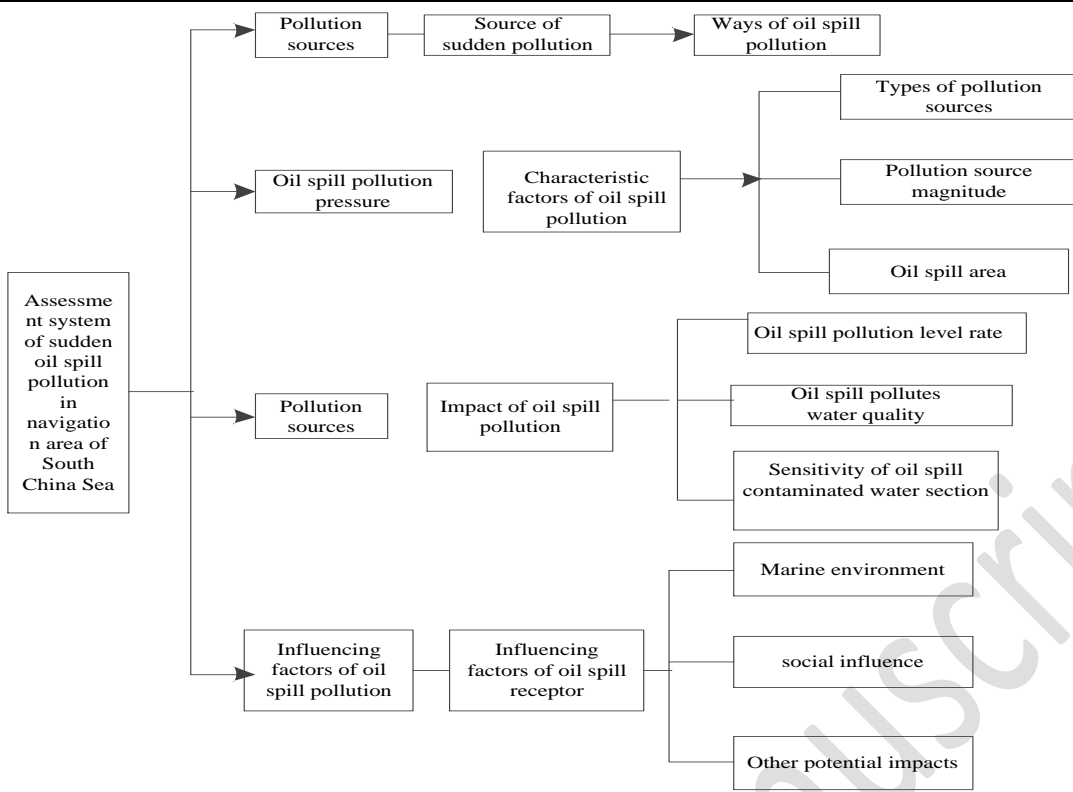 Pollution
sources
Source of
sudden pollution
Ways of oil spill
pollution
Types of pollution
sources
Oil spill pollution
pressure
Characteristic
factors of oil spill
pollution
Pollution source
magnitude
Oil spill area
Assessme
nt system
of sudden
oil spill
pollution
in
navigatio
n area of
South
China Sea
Oil spill pollution level rate
Pollution
sources
Impact of oil spill
pollution
Oil spill pollutes
water quality
Sensitivity of oil spill
contaminated water section
Marine environment
Influencing
factors of oil
spill pollution
Influencing
factors of oil spill
receptor
social influence
Other potential impacts